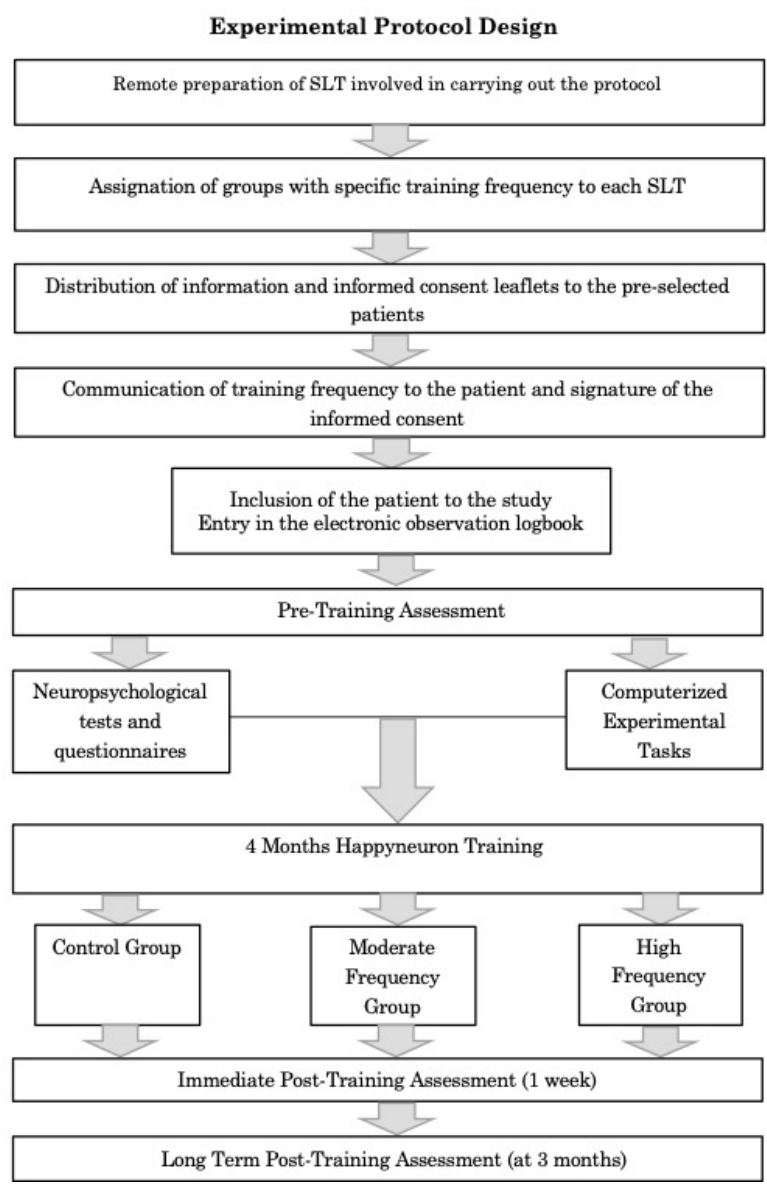 Experimental Protocol Design
Remote preparation of SLT involved in carrying out the protocol
Assignation of groups with specific training frequency to each SLT
Distribution of information and informed consent leaflets to the pre-selected
patients
Communication of training frequency to the patient and signature of the
informed consent
Inclusion of the patient to the study
Entry in the electronic observation logbook
Pre-Training Assessment
Neuropsychological
tests and
questionnaires
Computerized
Experimental
Tasks
4 Months Happyneuron Training
Control Group
Moderate
Frequency
Group
High
Frequency
Group
Immediate Post-Training Assessment (1 week)
Long Term Post-Training Assessment (at 3 months)